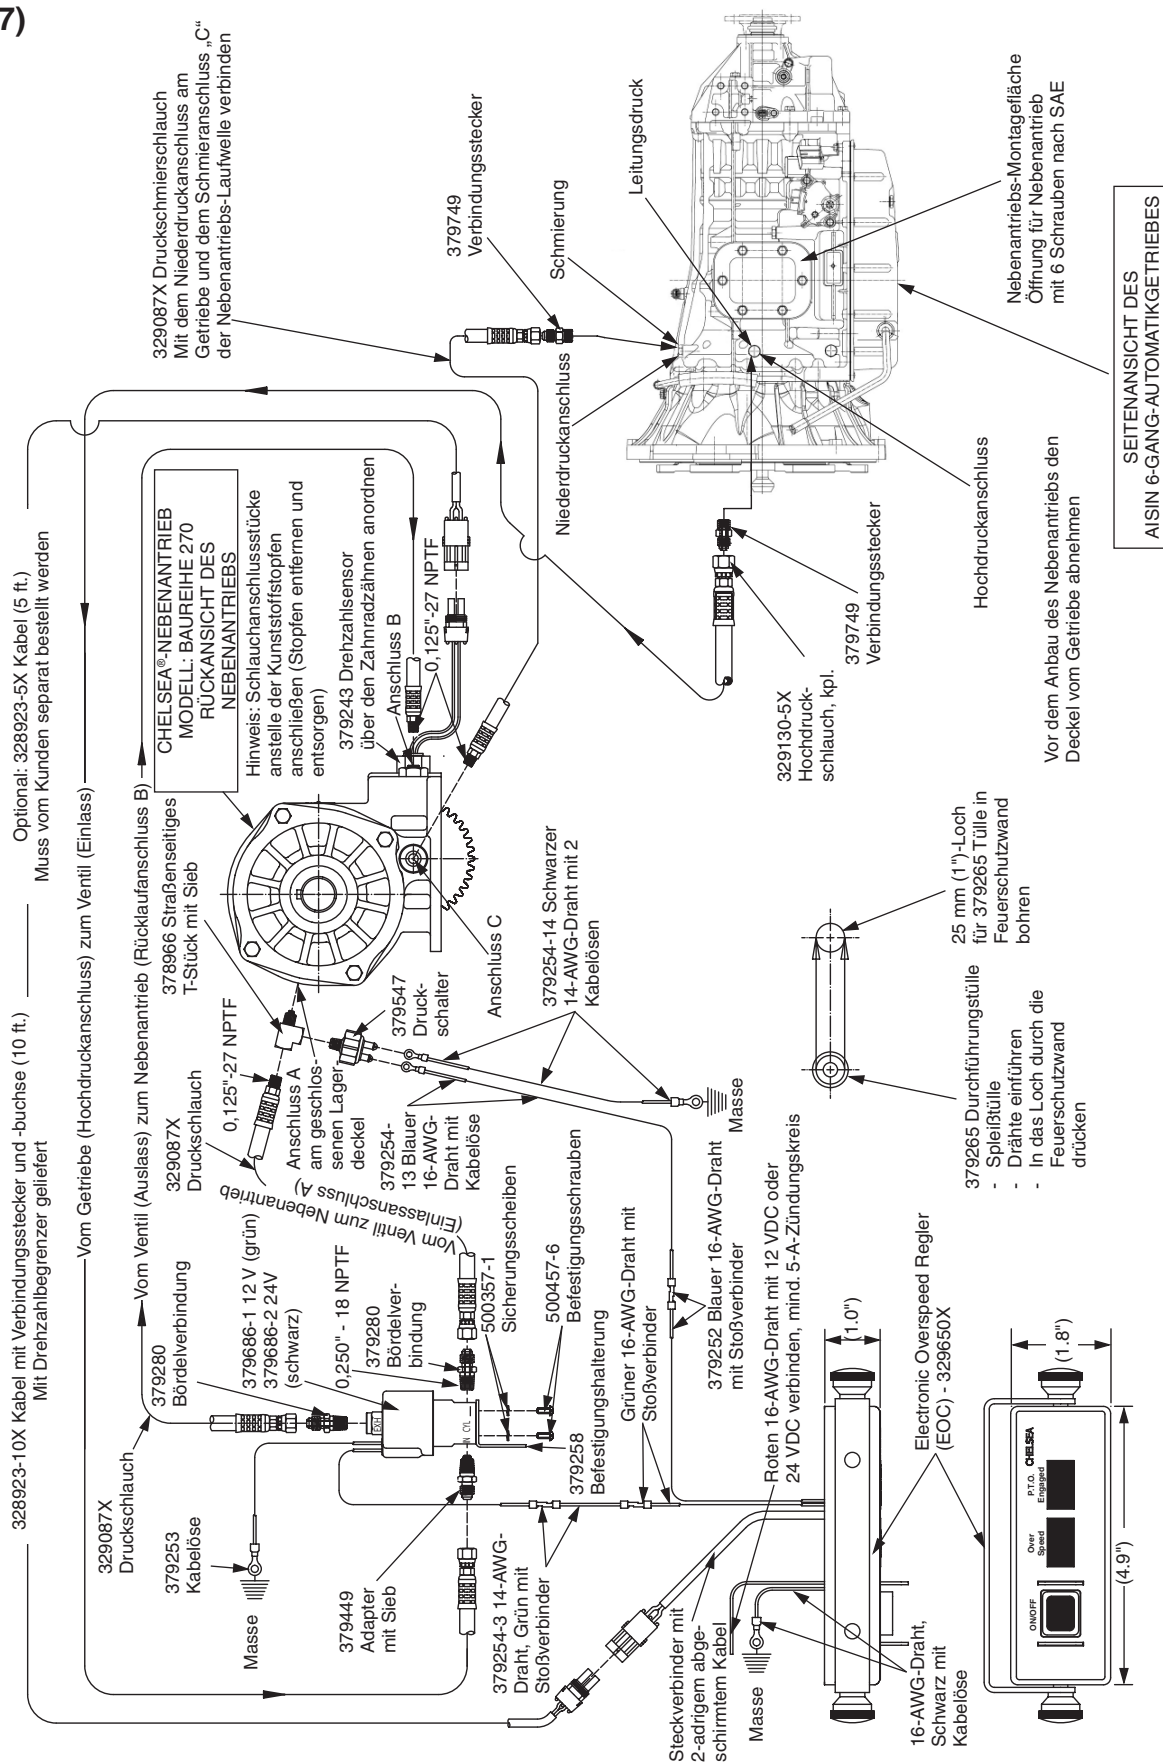 7)
328923-10X Kabel mit Verbindungsstecker und -buchse (10 ft.)
Mit Drehzahlbegrenzer geliefert
Optional: 328923-5X Kabel (5 ft.)
Muss vom Kunden separat bestellt werden
Vom Getriebe (Hochdruckanschluss) zum Ventil (Einlass)
Vom Ventil (Auslass) zum Nebenantrieb (Rücklaufanschluss B)
329087X Druckschmierschlauch
Mit dem Niederdruckanschluss am
Getriebe und dem Schmieranschluss „C“
der Nebenantriebs-Laufwelle verbinden
CHELSEA®-NEBENANTRIEB
MODELL: BAUREIHE 270
RÜCKANSICHT DES
NEBENANTRIEBS
Hinweis: Schlauchanschlussstücke
anstelle der Kunststoffstopfen
anschließen (Stopfen entfernen und
entsorgen)
379243 Drehzahlsensor
über den Zahnradzähnen anordnen
Anschluss B
0,125"-27 NPTF
329087X
Druckschlauch
379253
Kabelöse
Masse
379280
Bördelverbindung
379686-1 12 V (grün)
379686-2 24V
(schwarz)
0,250" - 18 NPTF
379280
Bördelver-
bindung
EXH
IN
CYL
500357-1
Sicherungsscheiben
500457-6
Befestigungsschrauben
379258
Befestigungshalterung
379449
Adapter
mit Sieb
379254-3 14-AWG-
Draht, Grün mit
Stoßverbinder
Grüner 16-AWG-Draht mit
Stoßverbinder
Vom Ventil zum Nebenantrieb
(Einlassanschluss A)
329087X
Druckschlauch
0,125"-27 NPTF
378966 Straßenseitiges
T-Stück mit Sieb
Anschluss A
am geschlos-
senen Lager-
deckel
379547
Druck-
schalter
Anschluss C
379254-
13 Blauer
16-AWG-
Draht mit
Kabelöse
379254-14 Schwarzer
14-AWG-Draht mit 2
Kabelösen
Masse
379252 Blauer 16-AWG-Draht
mit Stoßverbinder
379749
Verbindungsstecker
Schmierung
Niederdruckanschluss
Leitungsdruck
Nebenantriebs-Montagefläche
Öffnung für Nebenantrieb
mit 6 Schrauben nach SAE
Hochdruckanschluss
379749
Verbindungsstecker
329130-5X
Hochdruck-
schlauch, kpl.
Vor dem Anbau des Nebenantriebs den
Deckel vom Getriebe abnehmen
SEITENANSICHT DES
AISIN 6-GANG-AUTOMATIKGETRIEBES
25 mm (1")-Loch
für 379265 Tülle in
Feuerschutzwand
bohren
379265 Durchführungstülle
- Spleißtülle
- Drähte einführen
- In das Loch durch die
Feuerschutzwand
drücken
Steckverbinder mit
2-adrigem abge-
schirmtem Kabel
Masse
Roten 16-AWG-Draht mit 12 VDC oder
24 VDC verbinden, mind. 5-A-Zündungskreis
16-AWG-Draht,
Schwarz mit
Kabelöse
(1.0")
Electronic Overspeed Regler
(EOC) - 329650X
ON/OFF
Over
Speed
P.T.O.
Engaged
CHELSEA
(1.8")
(4.9")